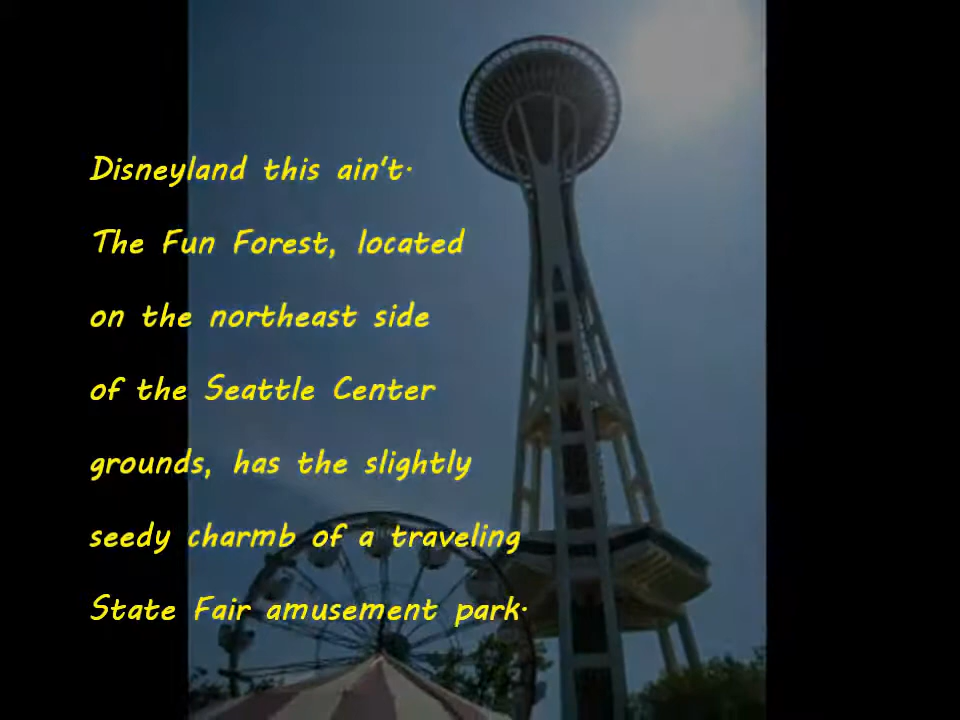 Disneyland this ain't.
The Fun Forest, located
on the northeast side
of the Seattle Center
grounds, has the slightly
seedy charmb of a traveling
State Fair amusement park.